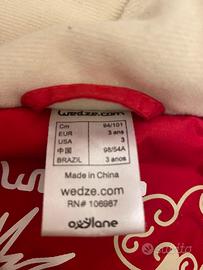 wedze.com
Cm 94/101
EUR 3 ans
USA 3
中国 98/54A
BRAZIL 3 anos
Made in China
wedze.com
RN# 106987
oxylane
subito